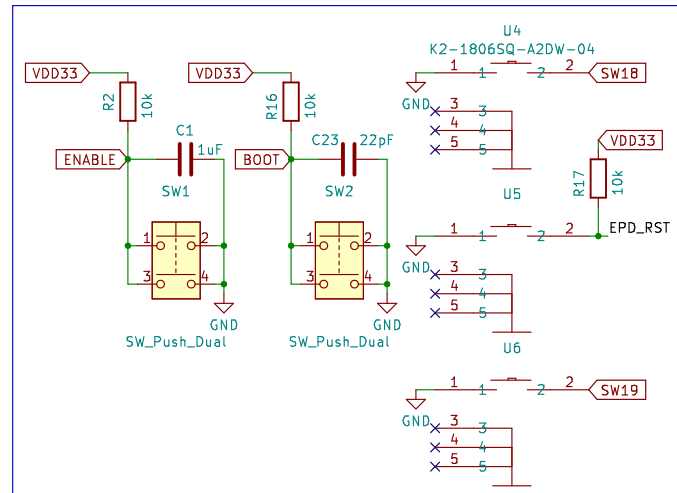 U4
K2-1806SQ-A2DW-04
VDD33
R2
10k
VDD33
R16
10k
1
1
2
2
SW18
GND
3
3
4
4
5
5
C1
1uF
ENABLE
SW1
C23
22pF
BOOT
SW2
VDD33
R17
10k
U5
1
1
2
2
EPD_RST
GND
3
3
4
4
5
5
1
2
3
4
GND
SW_Push_Dual
1
2
3
4
GND
SW_Push_Dual
U6
1
1
2
2
SW19
GND
3
3
4
4
5
5